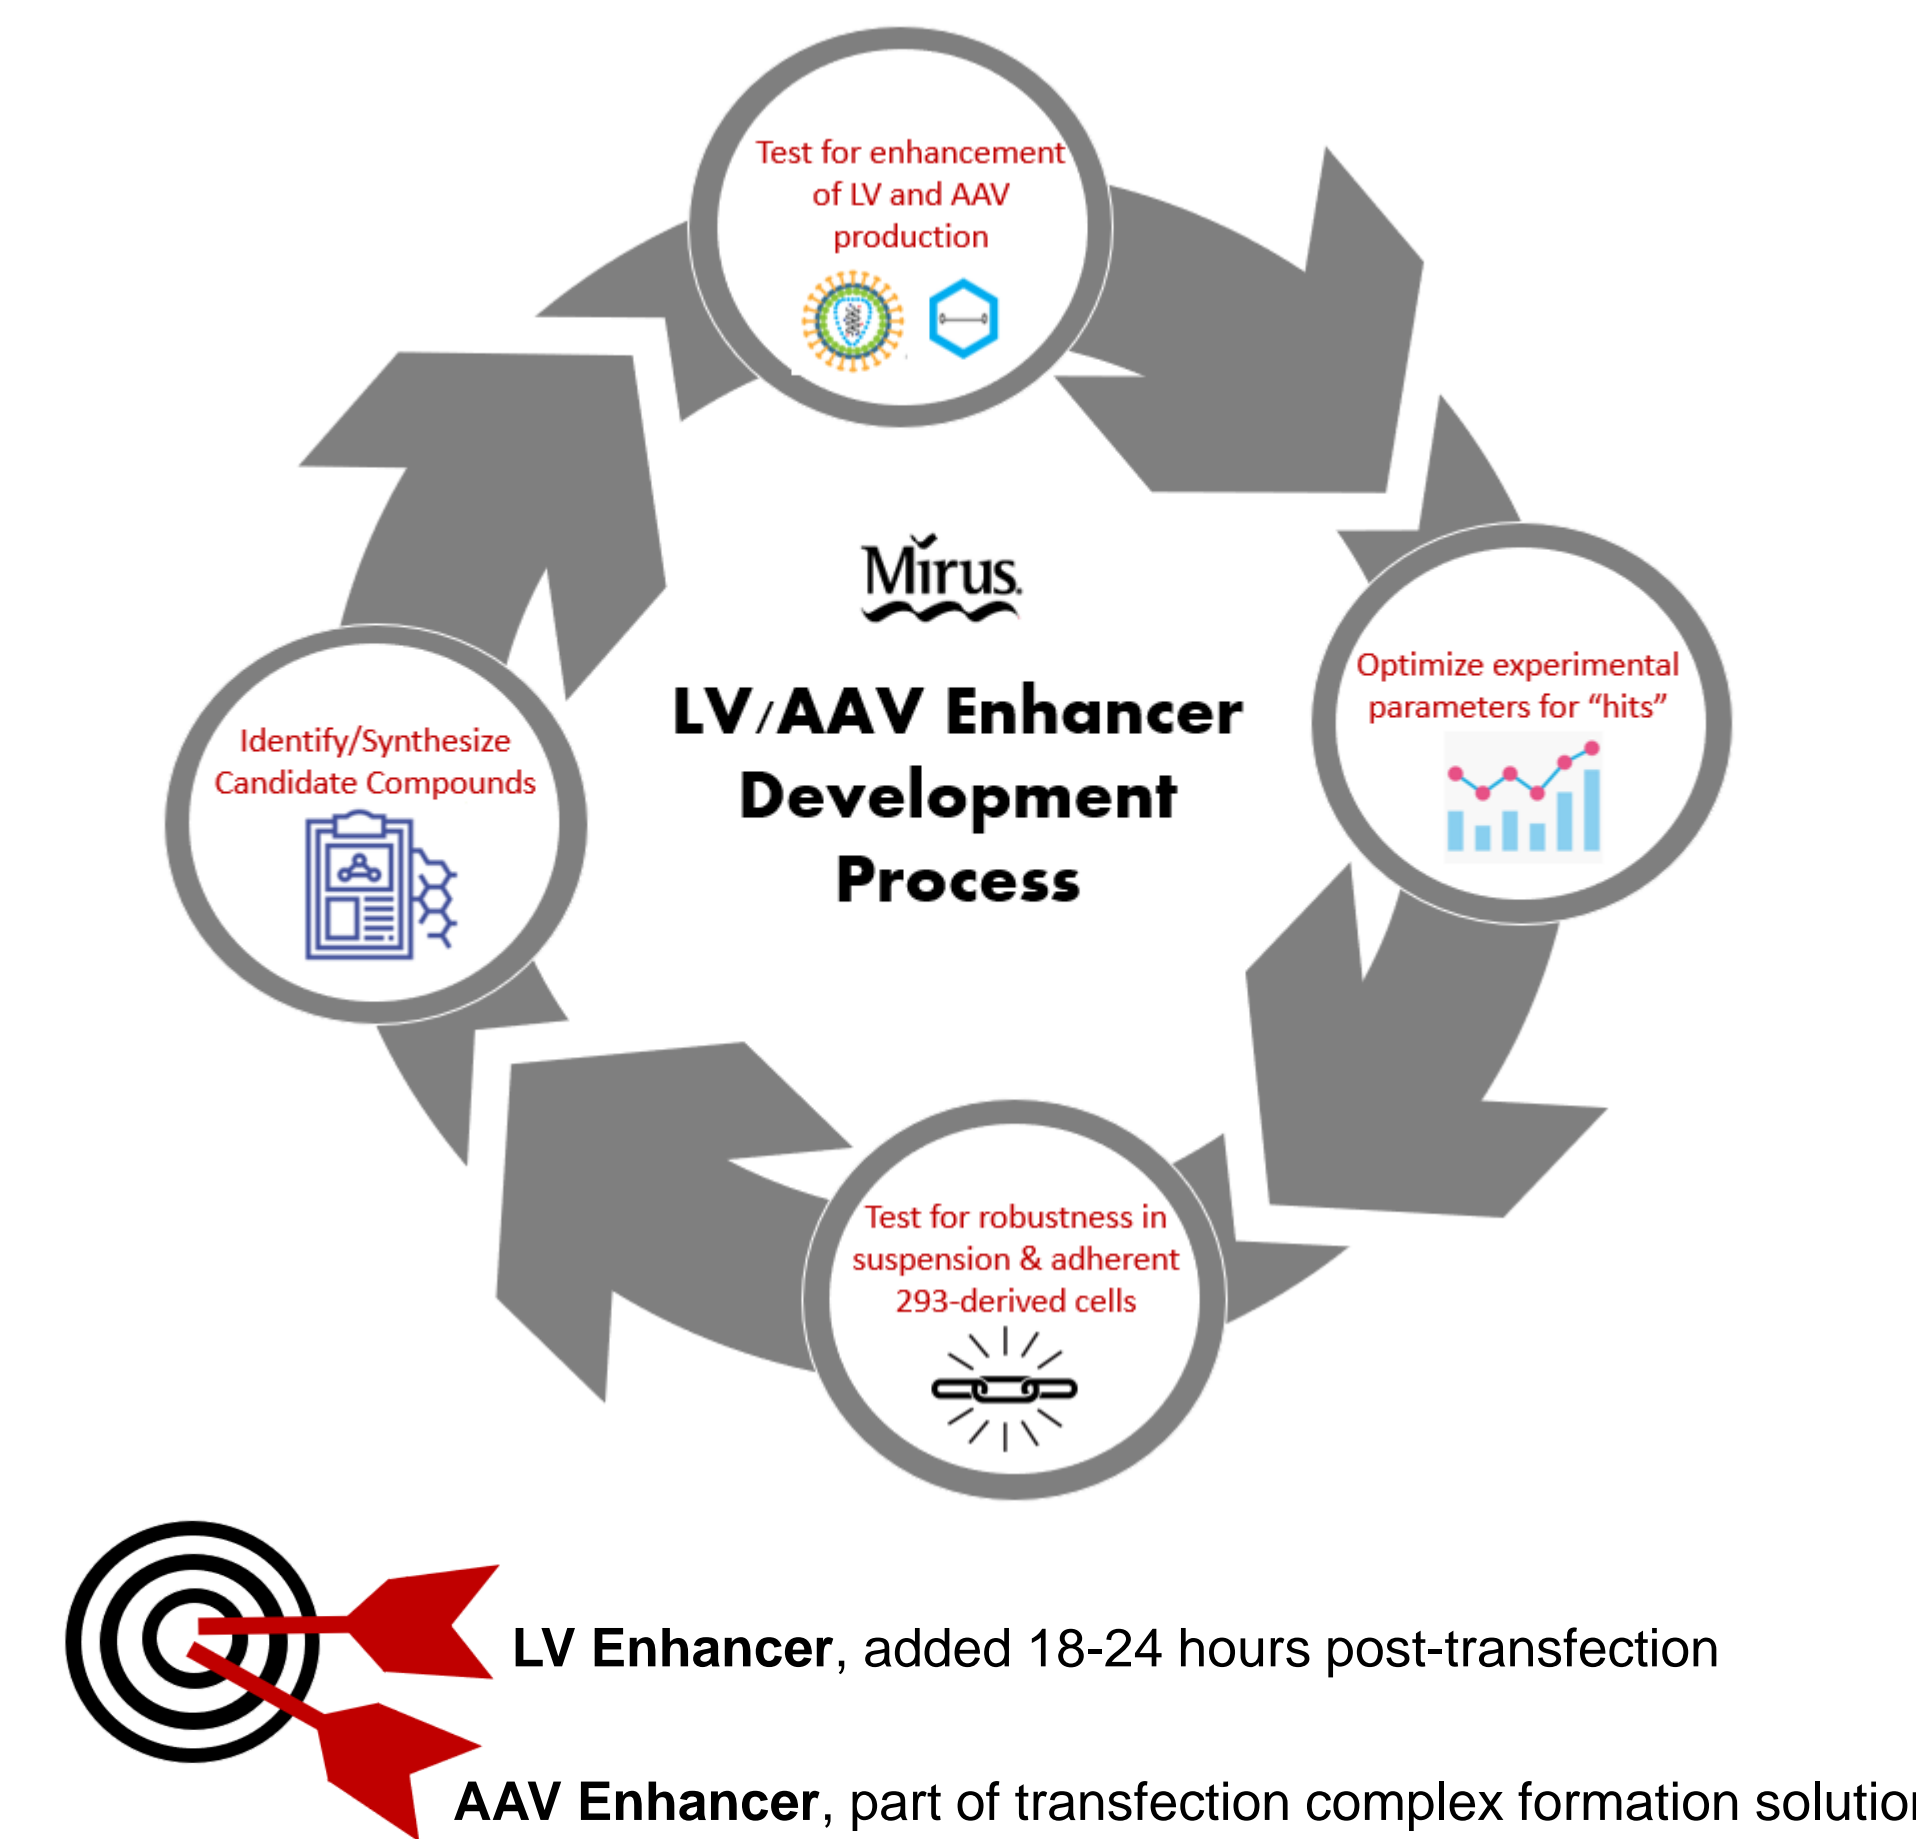 Test for enhancement
of LV and AAV
production
Mirus.
LV/AAV Enhancer
Development
Process
Optimize experimental
parameters for “hits”
Identify/Synthesize
Candidate Compounds
Test for robustness in
suspension & adherent
293-derived cells
LV Enhancer, added 18-24 hours post-transfection
AAV Enhancer, part of transfection complex formation solution